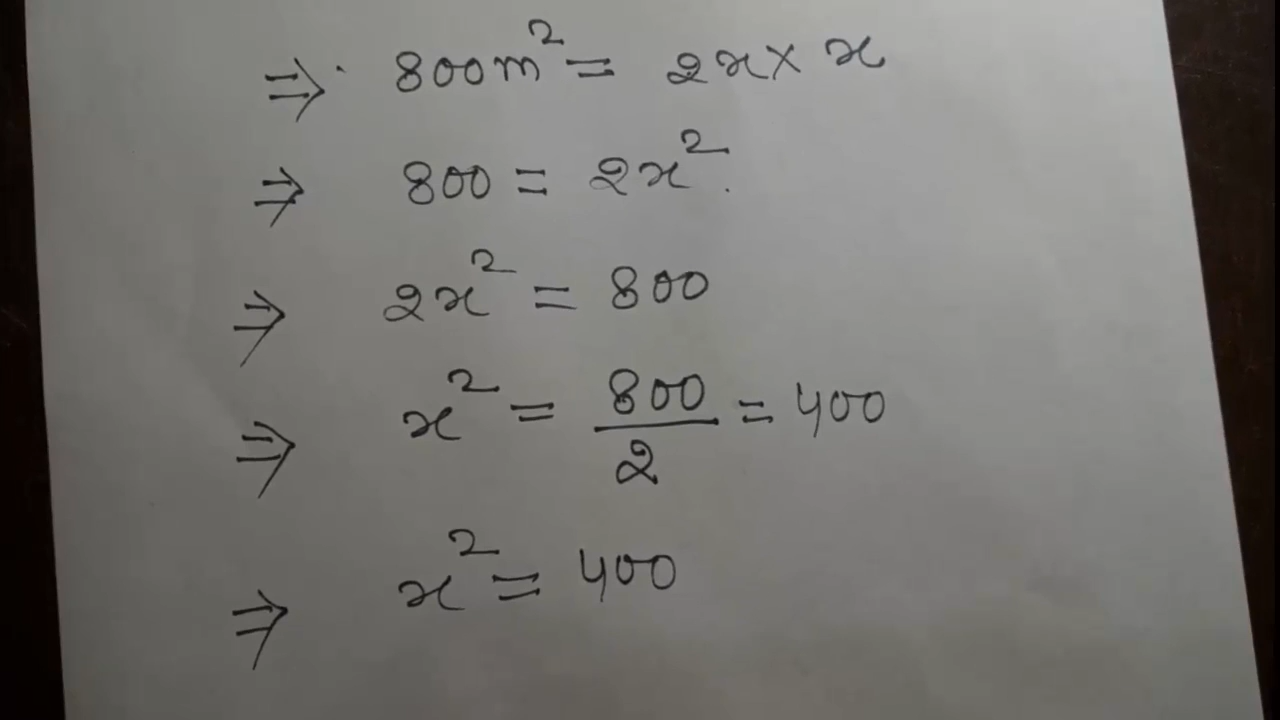 ⇒ 800m² = 2x × x
⇒ 800 = 2x².
⇒ 2x² = 800
⇒ x² = 800/2 = 400
⇒ x² = 400